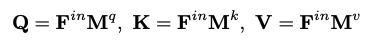 Q = F^{in}M^{q}, K = F^{in}M^{k}, V = F^{in}M^{v}